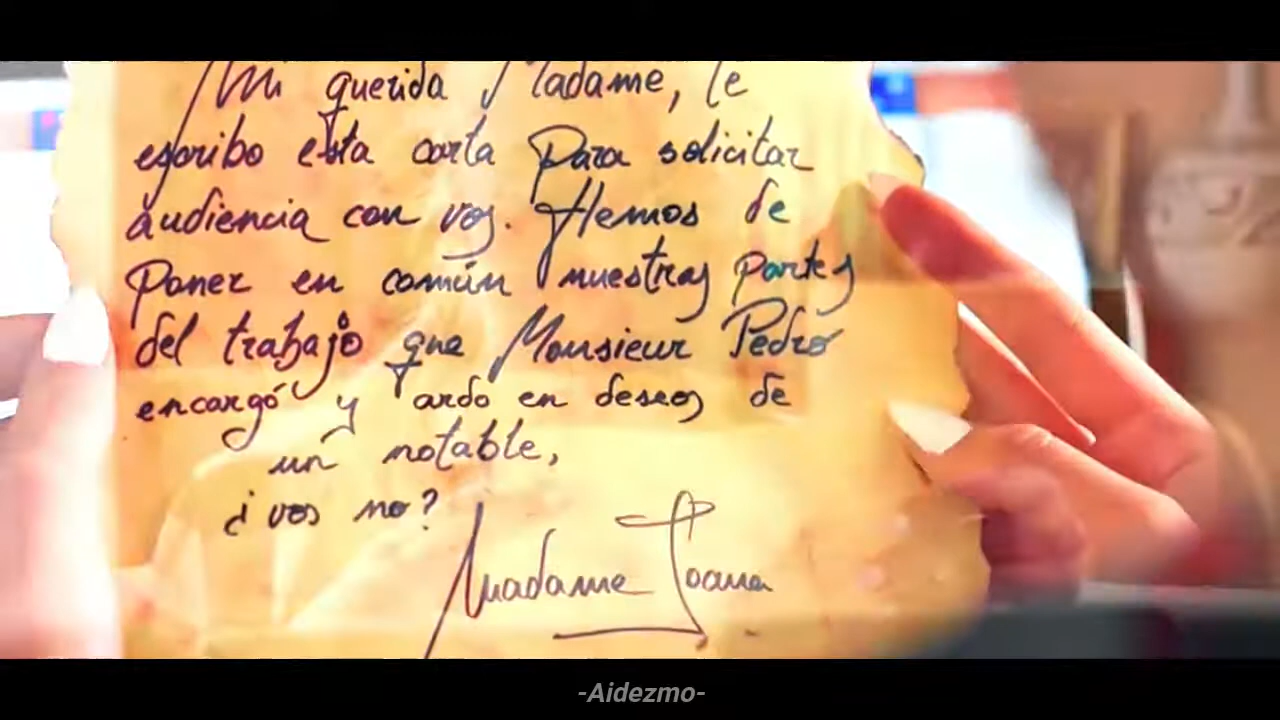 Mi querida Madame, le
escribo esta carta Para solicitar
audiencia con vos. Hemos de
Poner en común nuestras partes
del trabajo que Monsieur Pedro
encargó y ardo en deseos de
un notable,
¿vos no?
Madame Joana
-Aidezmo-